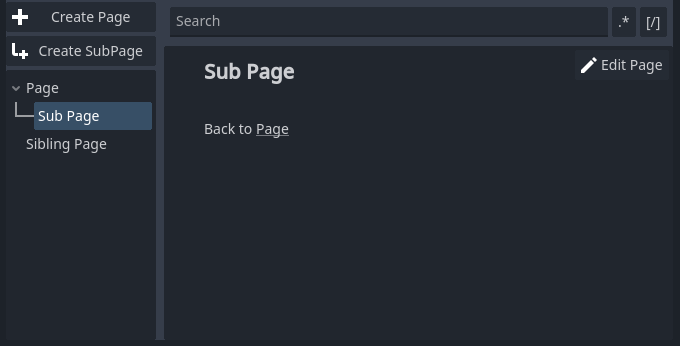 Create Page
Create SubPage
Page
Sub Page
Sibling Page
Search
.*
[/]
Sub Page
Edit Page
Back to Page